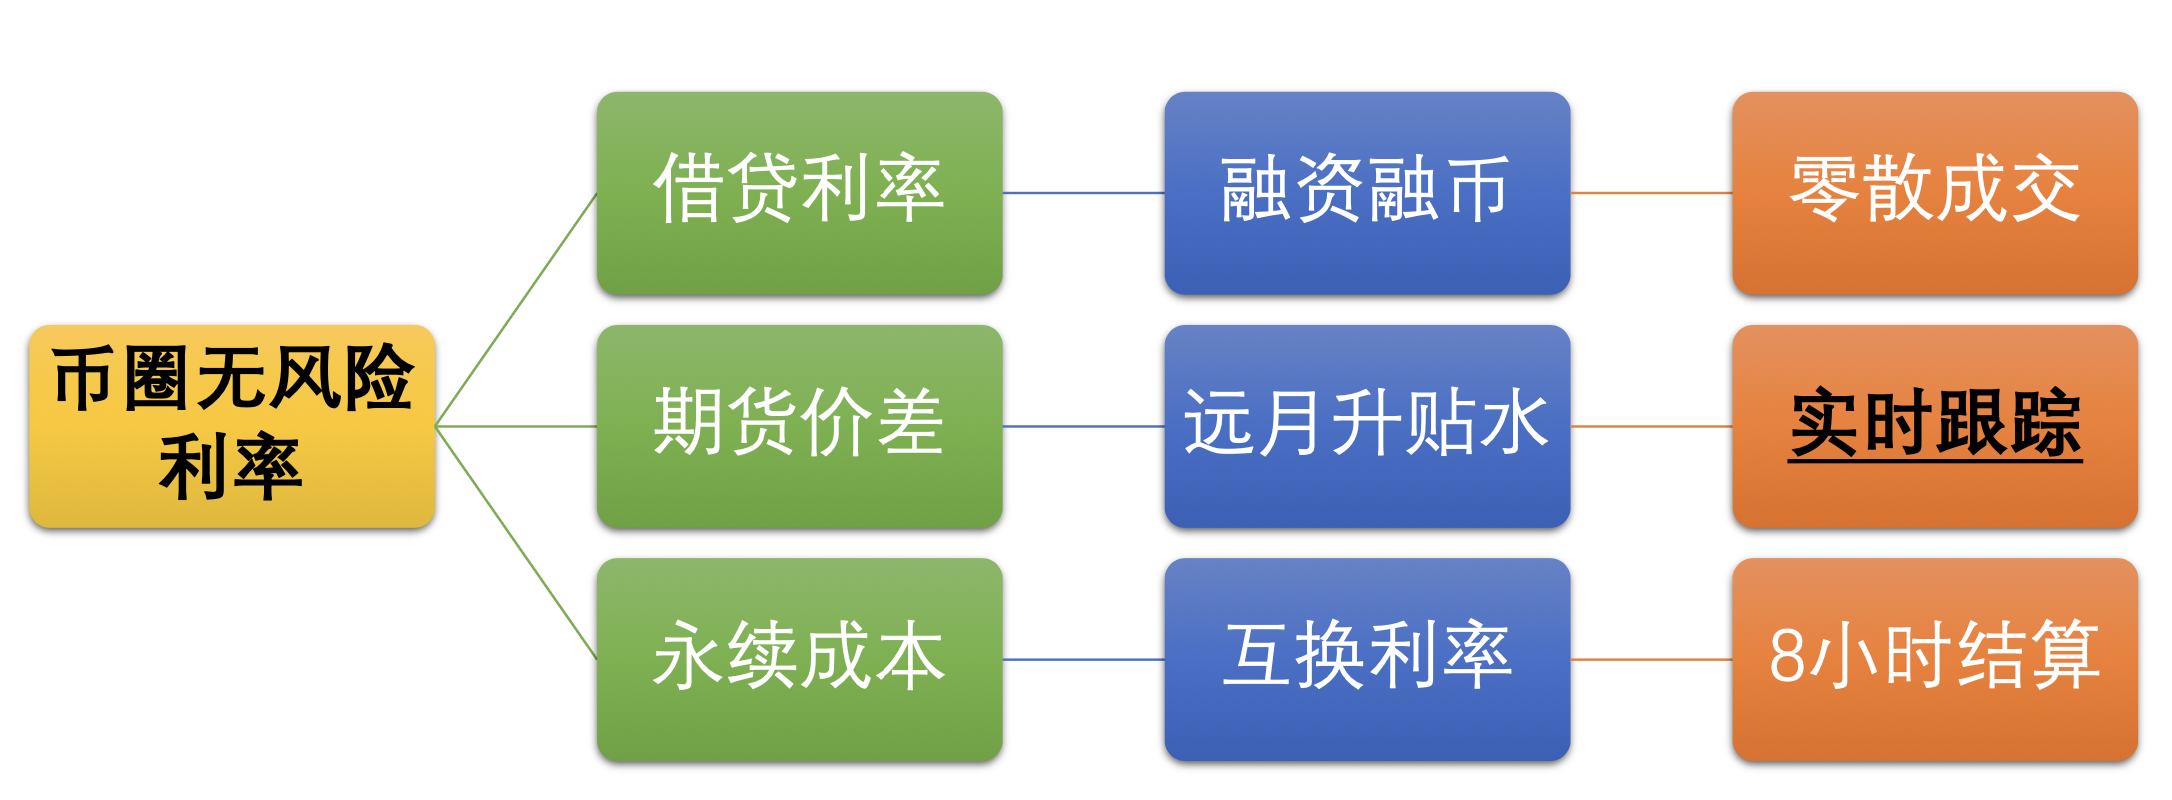 币圈无风险
利率
借贷利率
融资融币
零散成交
期货价差
远月升贴水
实时跟踪
永续成本
互换利率
8小时结算